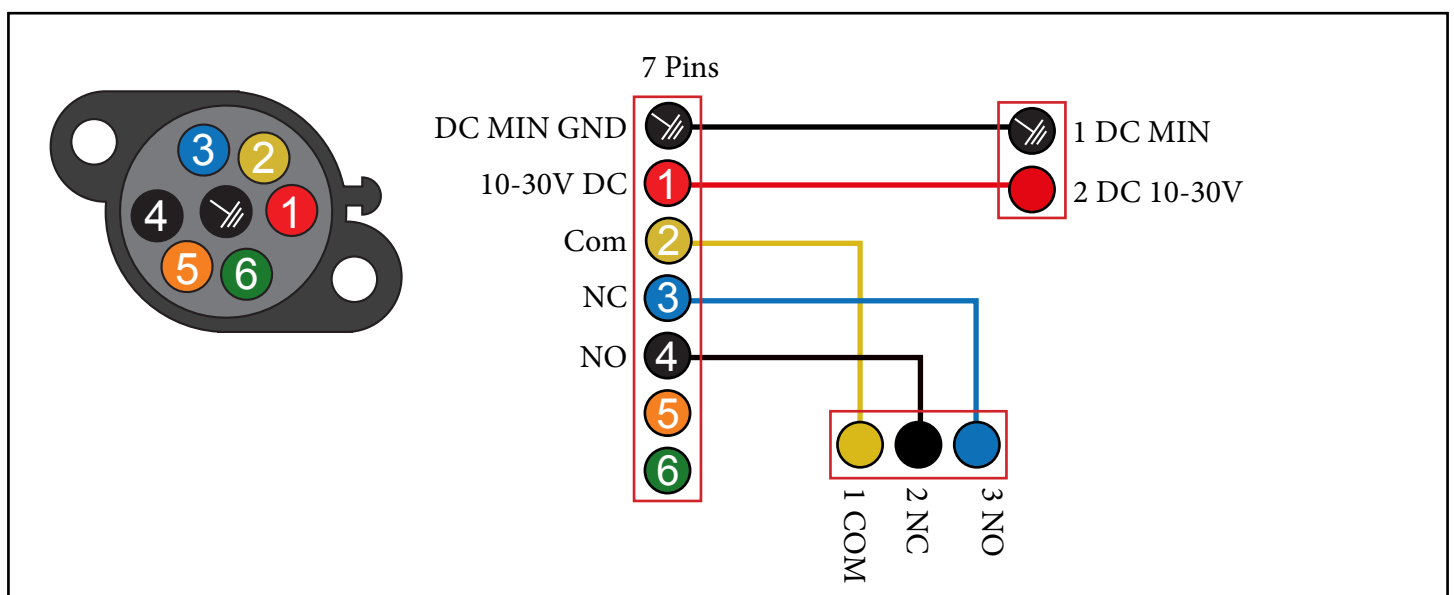 7 Pins
3 2
4 1
5 6
DC MIN GND
10-30V DC 1
Com 2
NC 3
NO 4
5
6
1 DC MIN
2 DC 10-30V
1 COM
2 NC
3 NO